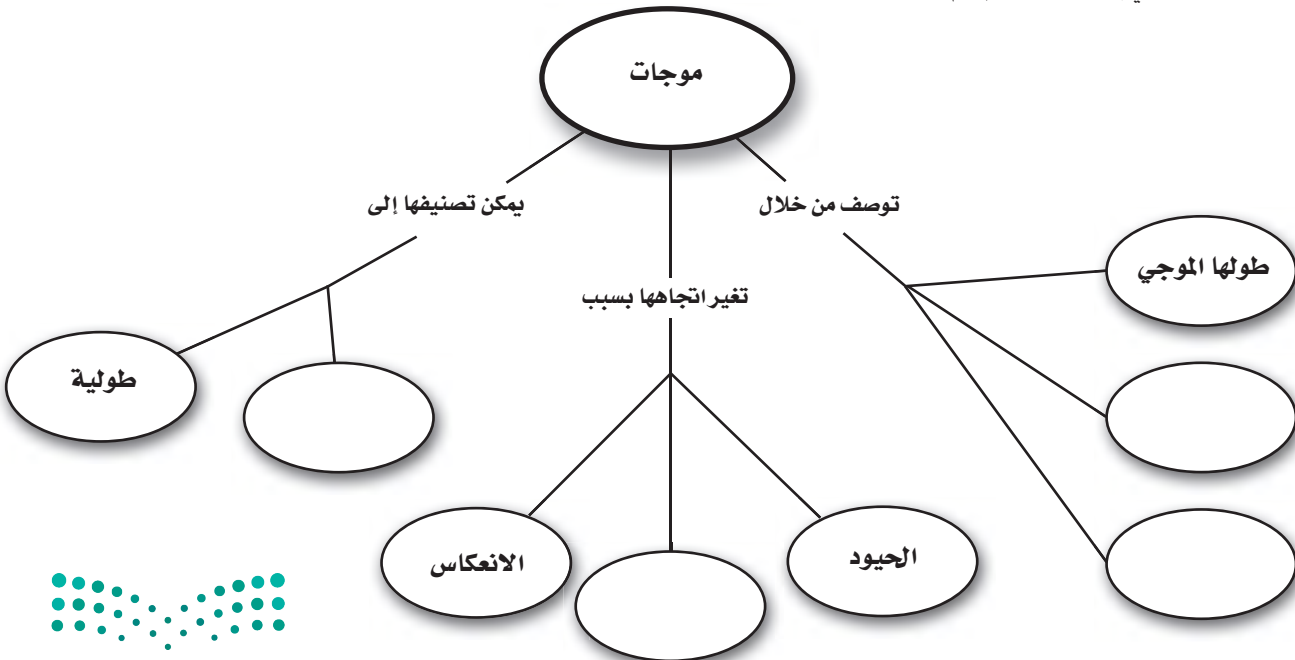 موجات
توصف من خلال
يمكن تصنيفها إلى
طولها الموجي
تغير اتجاهها بسبب
طولية
الحيود
الانعكاس